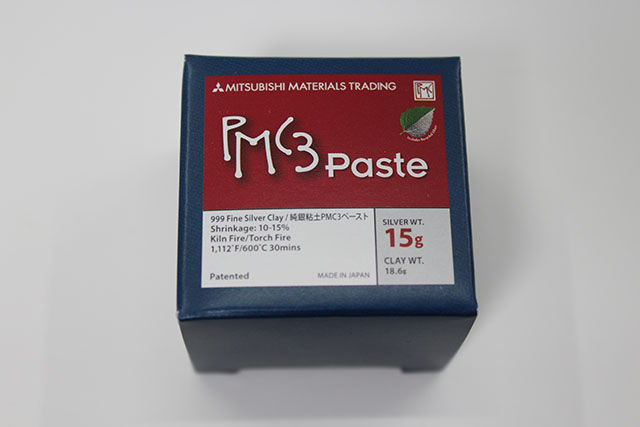 MITSUBISHI MATERIALS TRADING
PMC
PMC3 Paste
999 Fine Silver Clay / 純銀粘土PMC3ペースト
Shrinkage: 10-15%
Kiln Fire/Torch Fire
1,112˚F/600˚C 30mins
Patented
MADE IN JAPAN
SILVER WT.
15g
CLAY WT.
18.6g